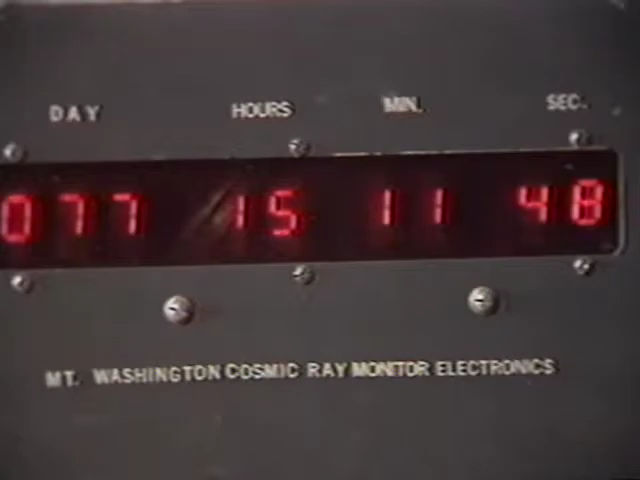 DAY HOURS MIN. SEC.
077 15 11 48
MT. WASHINGTON COSMIC RAY MONITOR ELECTRONICS